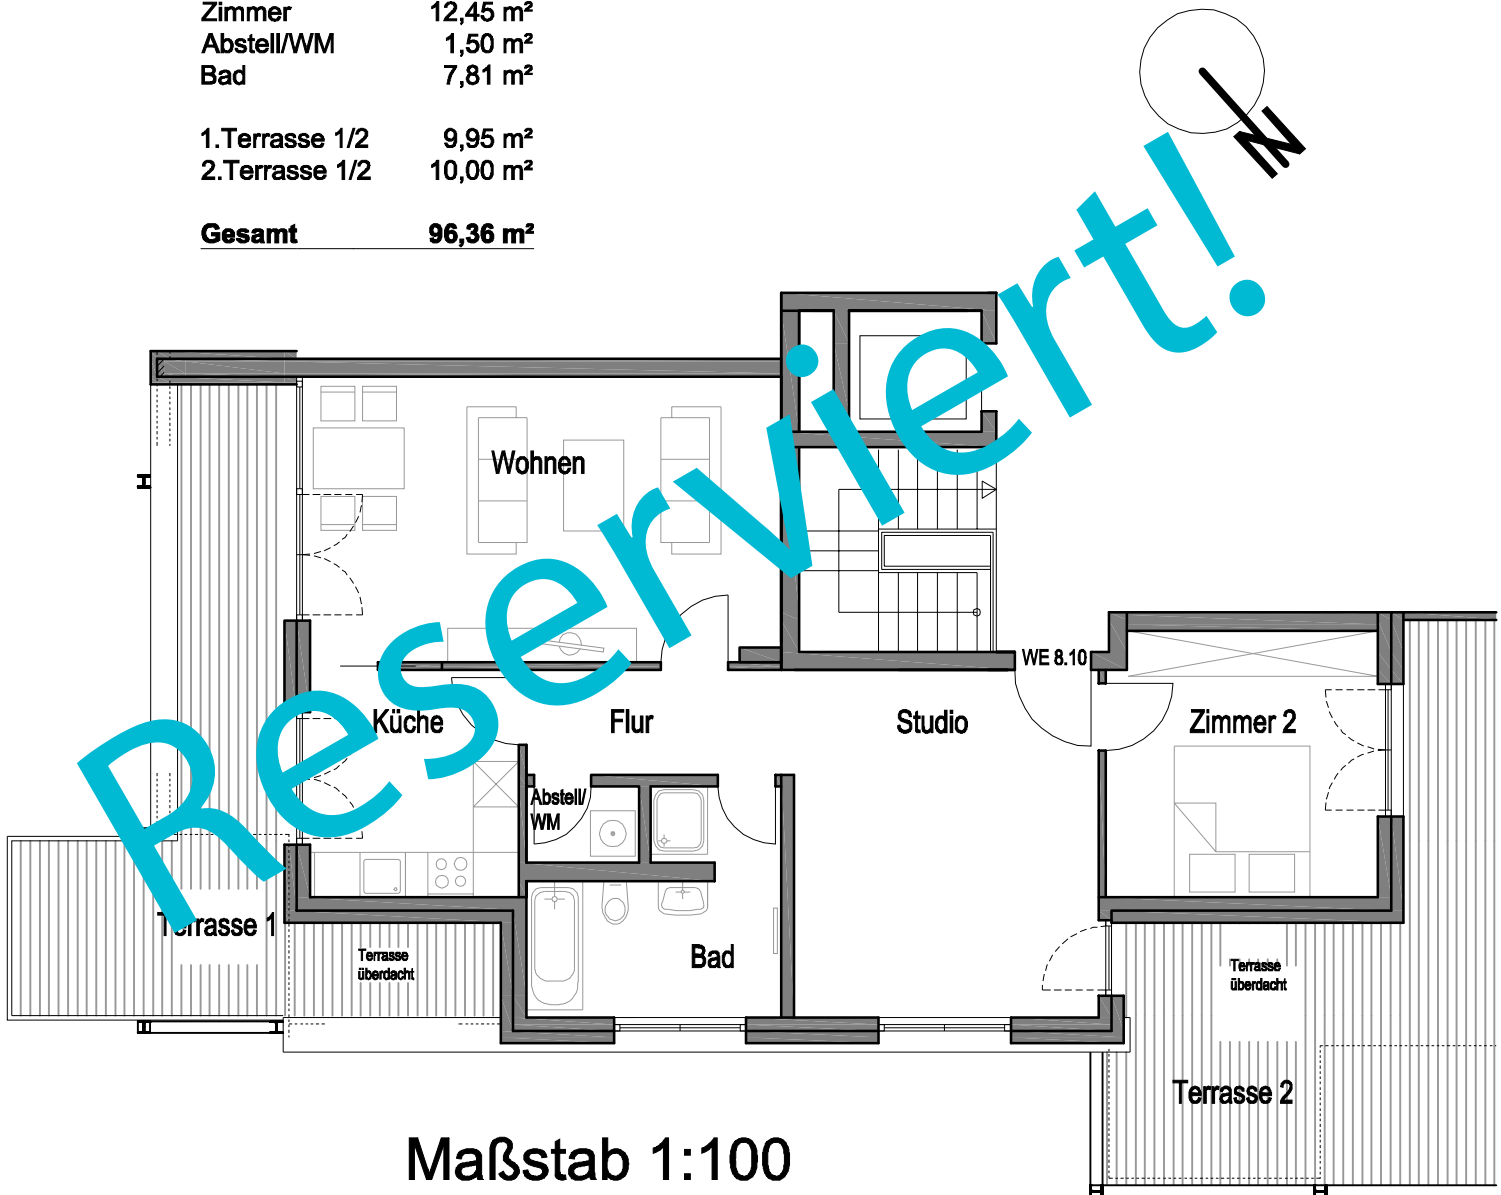 Zimmer 12,45 m²
Abstell/WM 1,50 m²
Bad 7,81 m²
1.Terrasse 1/2 9,95 m²
2.Terrasse 1/2 10,00 m²
Gesamt 96,36 m²
N
Reserviert!
Wohnen
WE 8.10
Küche
Flur
Studio
Zimmer 2
Abstell/
WM
Terrasse 1
Terrasse
überdacht
Bad
Terrasse
überdacht
Terrasse 2
Maßstab 1:100